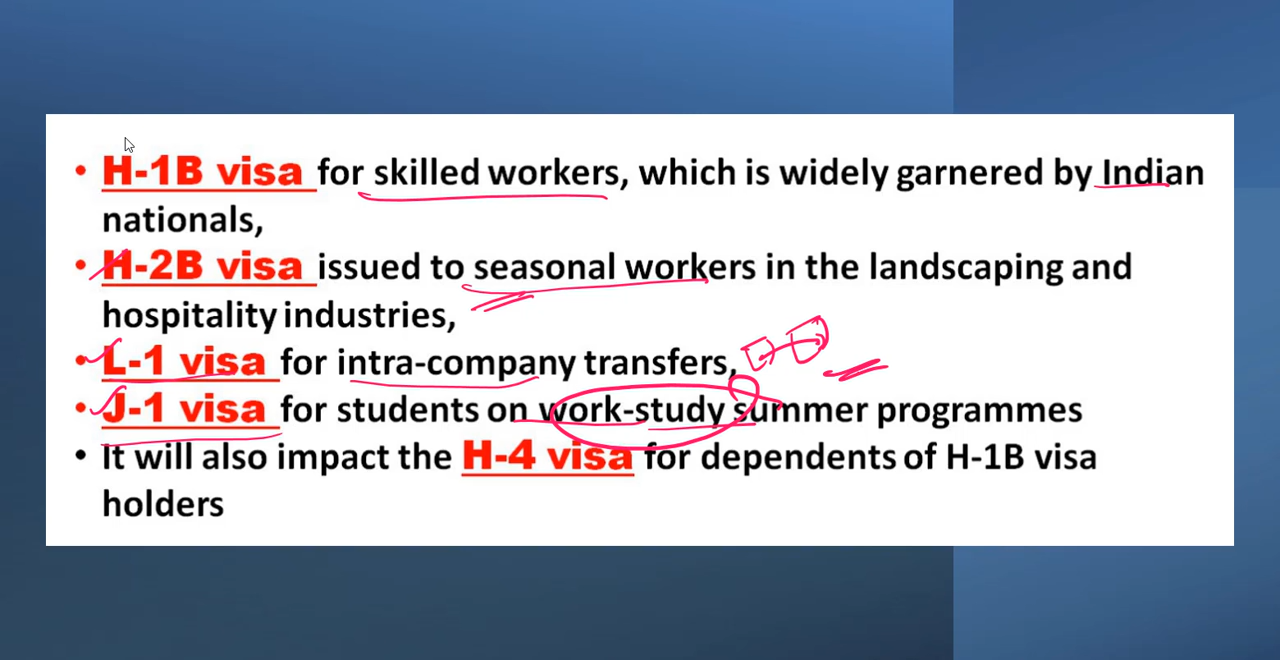 • H-1B visa for skilled workers, which is widely garnered by Indian
nationals,
• H-2B visa issued to seasonal workers in the landscaping and
hospitality industries,
• L-1 visa for intra-company transfers,
• J-1 visa for students on work-study summer programmes
• It will also impact the H-4 visa for dependents of H-1B visa
holders